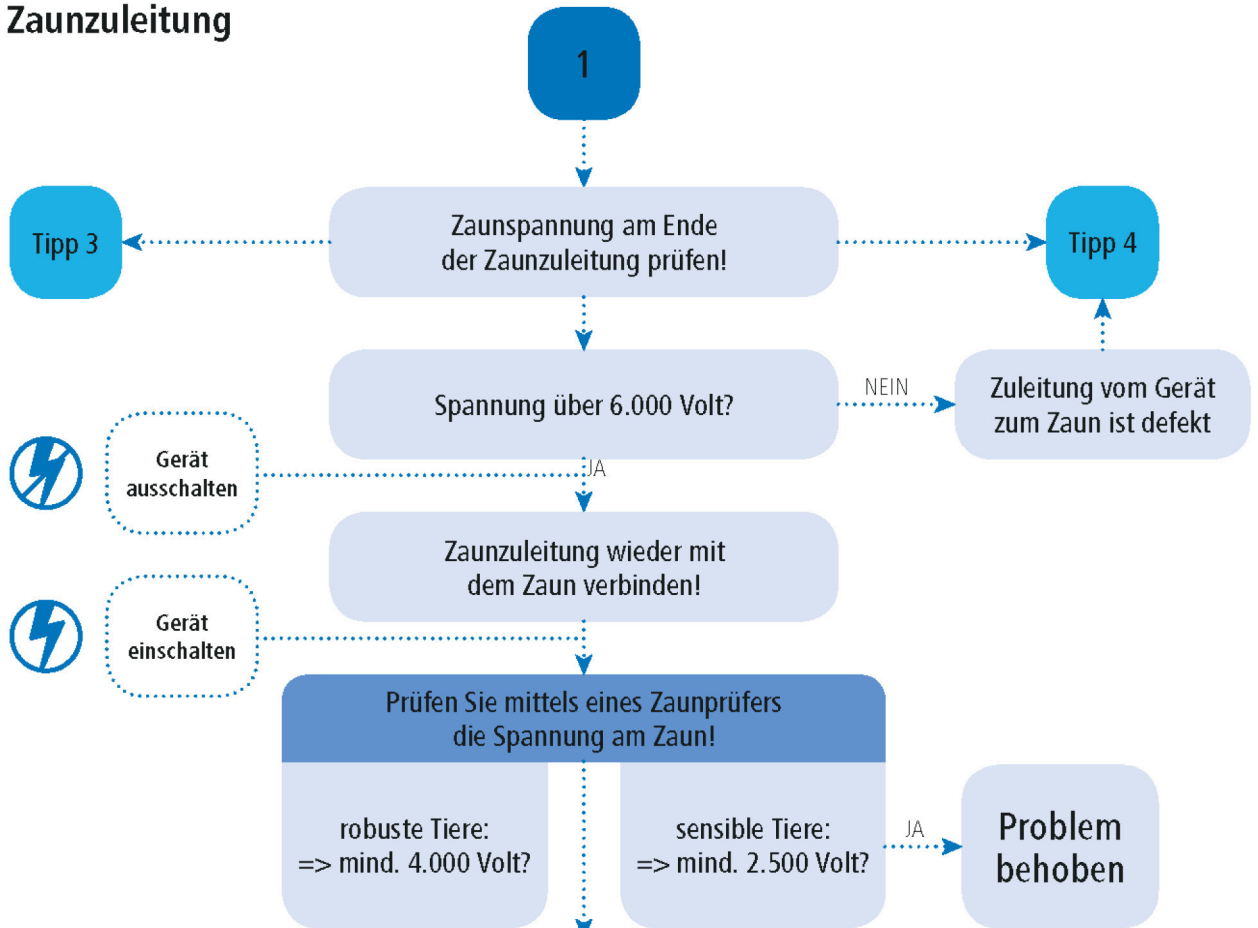 Zaunzuleitung
1
Tipp 3
Zaunspannung am Ende
der Zaunzuleitung prüfen!
Tipp 4
Spannung über 6.000 Volt?
NEIN
Zuleitung vom Gerät
zum Zaun ist defekt
Gerät
ausschalten
JA
Zaunzuleitung wieder mit
dem Zaun verbinden!
Gerät
einschalten
Prüfen Sie mittels eines Zaunprüfers
die Spannung am Zaun!
robuste Tiere:
=> mind. 4.000 Volt?
sensible Tiere:
=> mind. 2.500 Volt?
JA
Problem
behoben